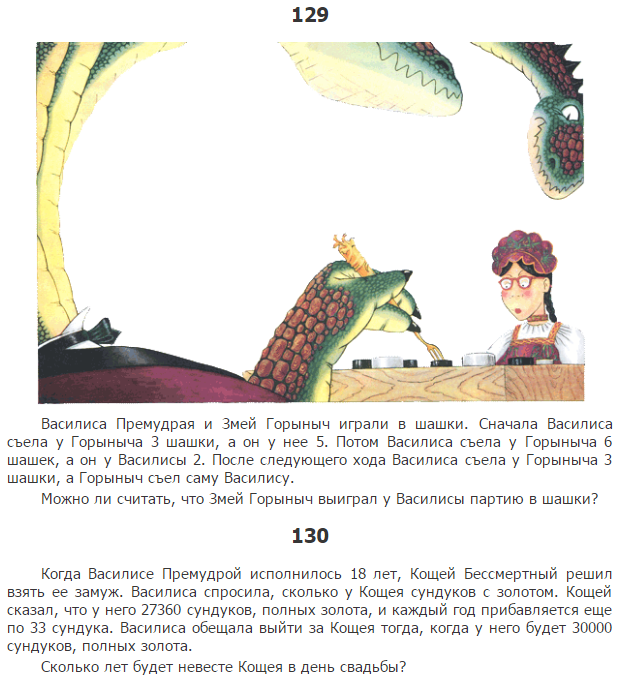 129
Василиса Премудрая и Змей Горыныч играли в шашки. Сначала Василиса
съела у Горыныча 3 шашки, а он у нее 5. Потом Василиса съела у Горыныча 6
шашек, а он у Василисы 2. После следующего хода Василиса съела у Горыныча 3
шашки, а Горыныч съел саму Василису.
Можно ли считать, что Змей Горыныч выиграл у Василисы партию в шашки?
130
Когда Василисе Премудрой исполнилось 18 лет, Кощей Бессмертный решил
взять ее замуж. Василиса спросила, сколько у Кощея сундуков с золотом. Кощей
сказал, что у него 27360 сундуков, полных золота, и каждый год прибавляется еще
по 33 сундука. Василиса обещала выйти за Кощея тогда, когда у него будет 30000
сундуков, полных золота.
Сколько лет будет невесте Кощея в день свадьбы?